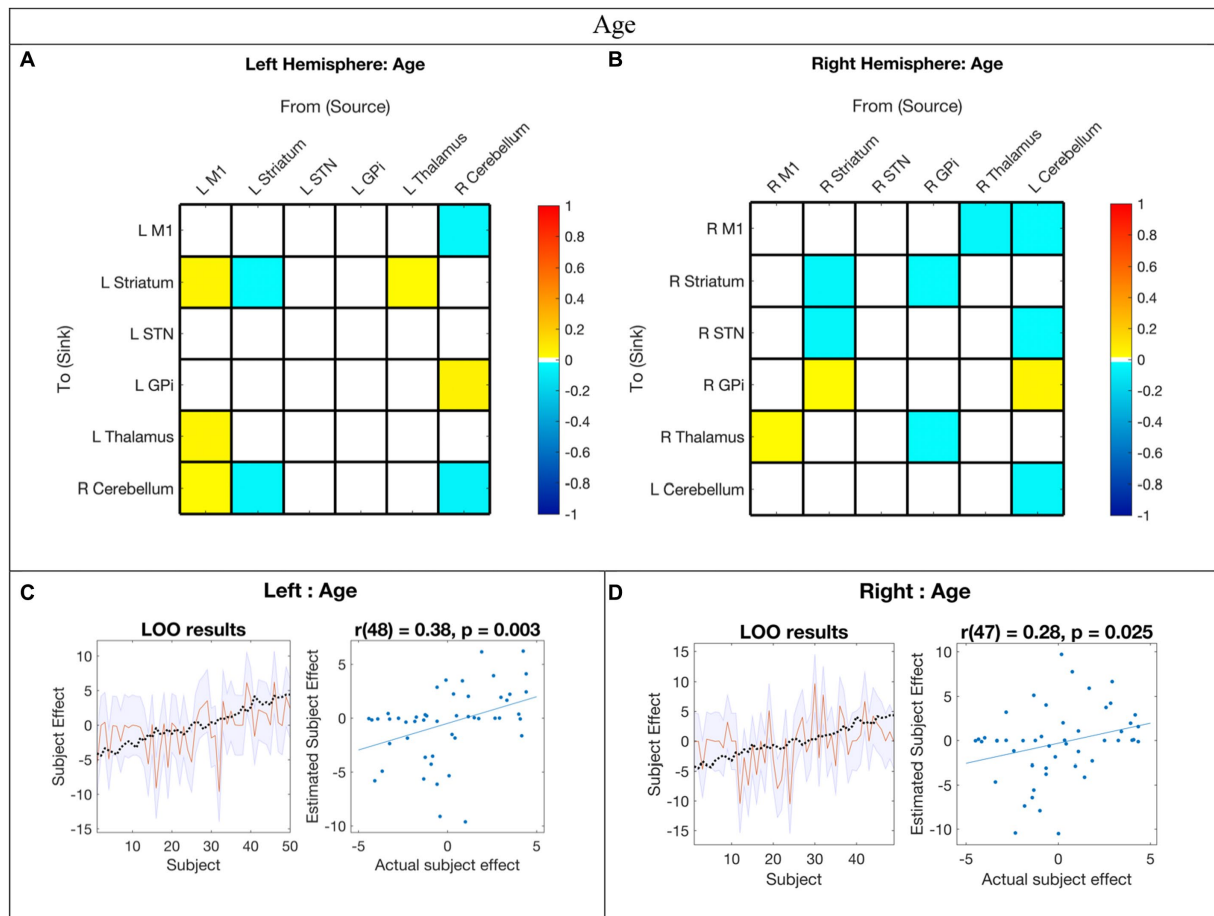 Age
A
Left Hemisphere: Age
From (Source)
L M1 L Striatum L STN L GPi L Thalamus R Cerebellum
To (Sink)
L M1
L Striatum
L STN
L GPi
L Thalamus
R Cerebellum
1
0.8
0.6
0.4
0.2
0
-0.2
-0.4
-0.6
-0.8
-1
B
Right Hemisphere: Age
From (Source)
R M1 R Striatum R STN R GPi R Thalamus L Cerebellum
To (Sink)
R M1
R Striatum
R STN
R GPi
R Thalamus
L Cerebellum
1
0.8
0.6
0.4
0.2
0
-0.2
-0.4
-0.6
-0.8
-1
C
Left : Age
LOO results
Subject Effect
10
5
0
-5
-10
-15
10 20 30 40 50
Subject
r(48) = 0.38, p = 0.003
Estimated Subject Effect
5
0
-5
-10
-5 0 5
Actual subject effect
D
Right : Age
LOO results
Subject Effect
15
10
5
0
-5
-10
-15
10 20 30 40
Subject
r(47) = 0.28, p = 0.025
Estimated Subject Effect
10
5
0
-5
-10
-5 0 5
Actual subject effect